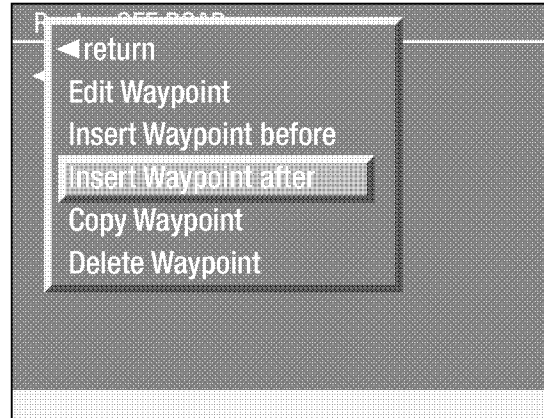 return
Edit Waypoint
Insert Waypoint before
Insert Waypoint after
Copy Waypoint
Delete Waypoint